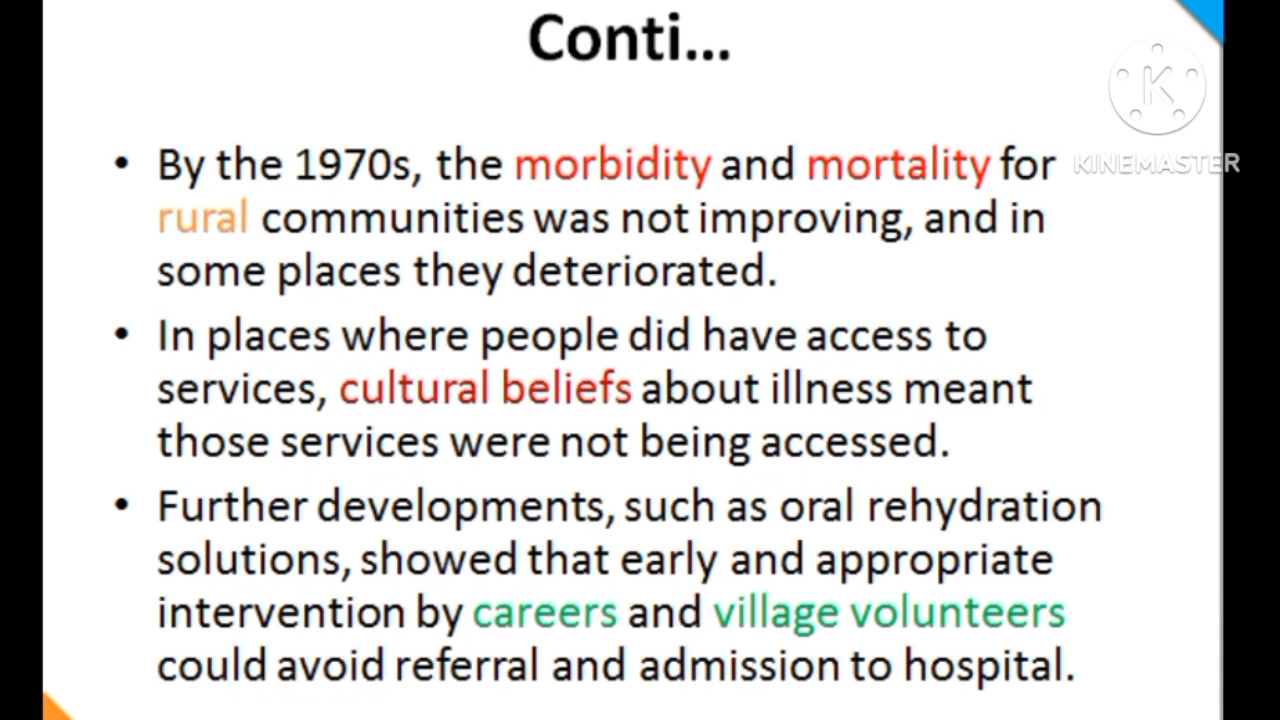 Conti...
K
KINEMASTER
• By the 1970s, the morbidity and mortality for
rural communities was not improving, and in
some places they deteriorated.
• In places where people did have access to
services, cultural beliefs about illness meant
those services were not being accessed.
• Further developments, such as oral rehydration
solutions, showed that early and appropriate
intervention by careers and village volunteers
could avoid referral and admission to hospital.